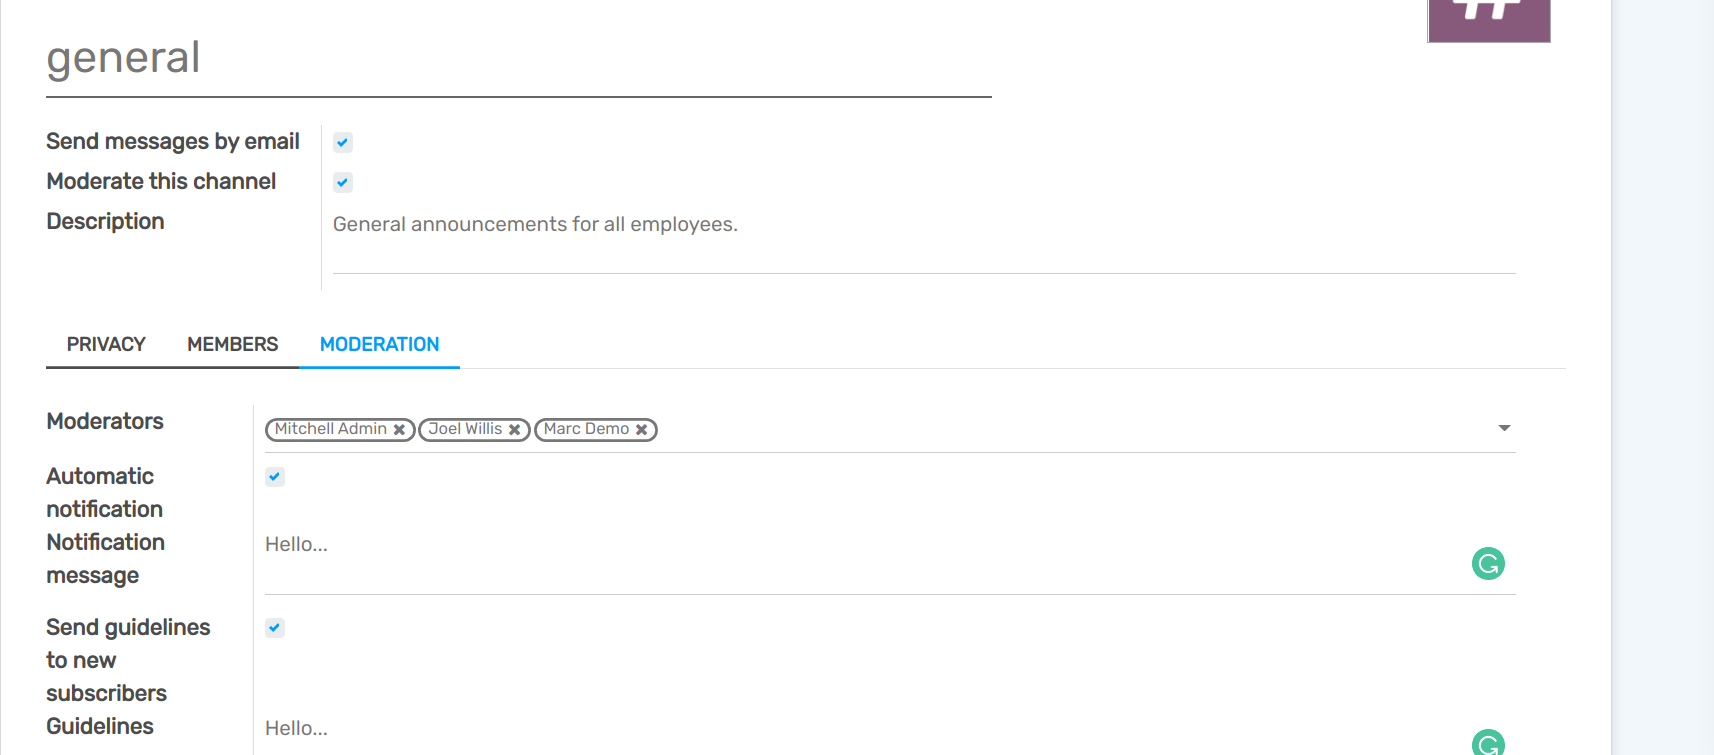 general
Send messages by email
Moderate this channel
Description
General announcements for all employees.
PRIVACY MEMBERS MODERATION
Moderators
Mitchell Admin ✖ Joel Willis ✖ Marc Demo ✖
Automatic
notification
Notification
message
Hello...
Send guidelines
to new
subscribers
Guidelines
Hello...